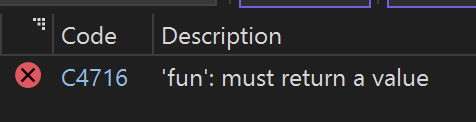 Code Description
C4716 'fun': must return a value